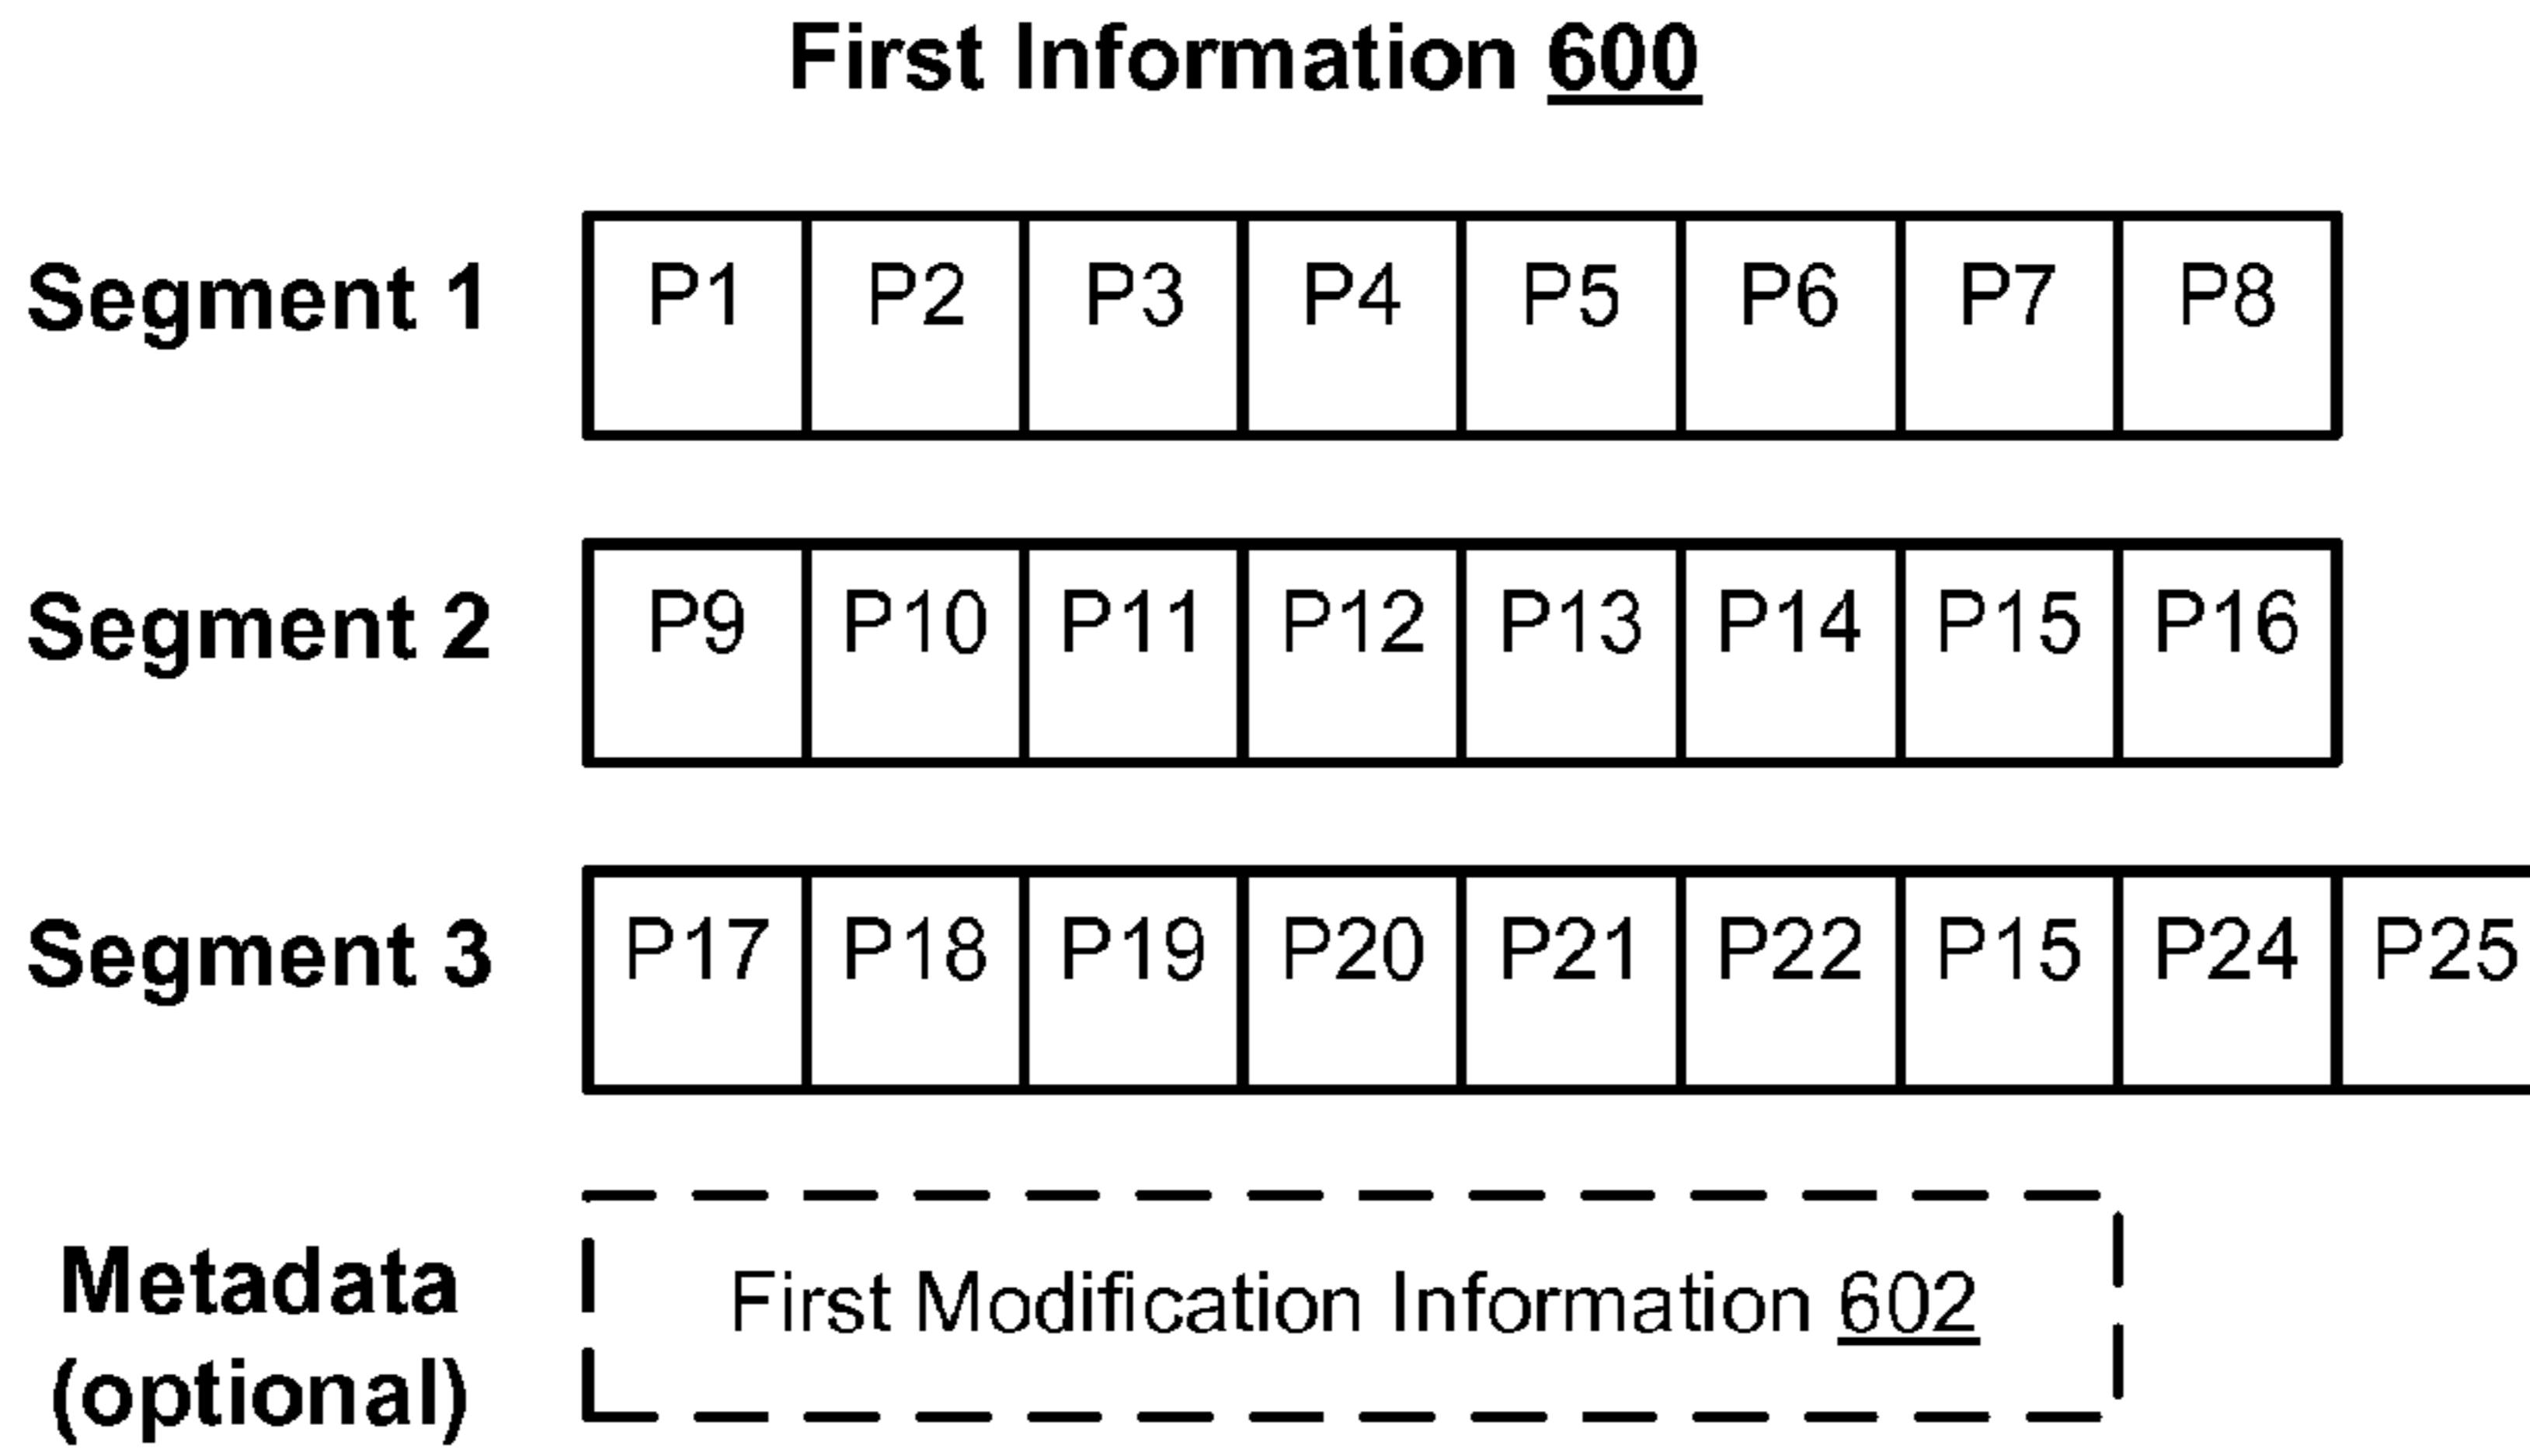 First Information 600
Segment 1 P1 P2 P3 P4 P5 P6 P7 P8
Segment 2 P9 P10 P11 P12 P13 P14 P15 P16
Segment 3 P17 P18 P19 P20 P21 P22 P15 P24 P25
Metadata
(optional)
First Modification Information 602